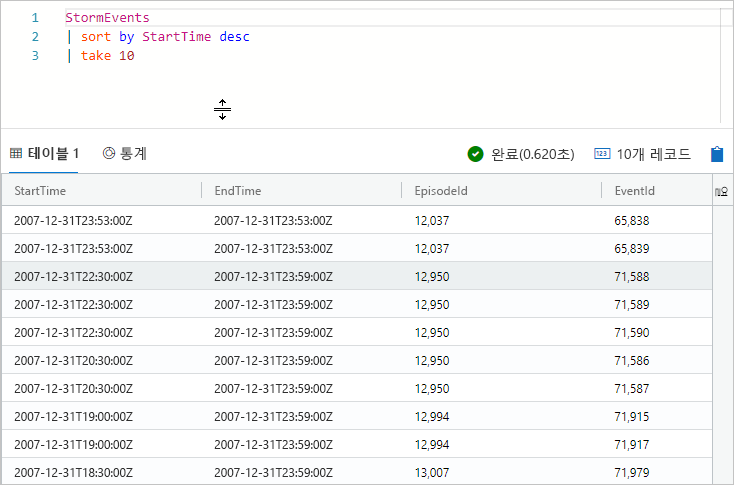 1 StormEvents
2 | sort by StartTime desc
3 | take 10
테이블 1 통계 완료(0.620초) 123 10개 레코드
StartTime EndTime EpisodeId EventId
2007-12-31T23:53:00Z 2007-12-31T23:53:00Z 12,037 65,838
2007-12-31T23:53:00Z 2007-12-31T23:53:00Z 12,037 65,839
2007-12-31T22:30:00Z 2007-12-31T23:59:00Z 12,950 71,588
2007-12-31T22:30:00Z 2007-12-31T23:59:00Z 12,950 71,589
2007-12-31T22:30:00Z 2007-12-31T23:59:00Z 12,950 71,590
2007-12-31T20:30:00Z 2007-12-31T23:59:00Z 12,950 71,586
2007-12-31T20:30:00Z 2007-12-31T23:59:00Z 12,950 71,587
2007-12-31T19:00:00Z 2007-12-31T23:59:00Z 12,994 71,915
2007-12-31T19:00:00Z 2007-12-31T23:59:00Z 12,994 71,917
2007-12-31T18:30:00Z 2007-12-31T23:59:00Z 13,007 71,979